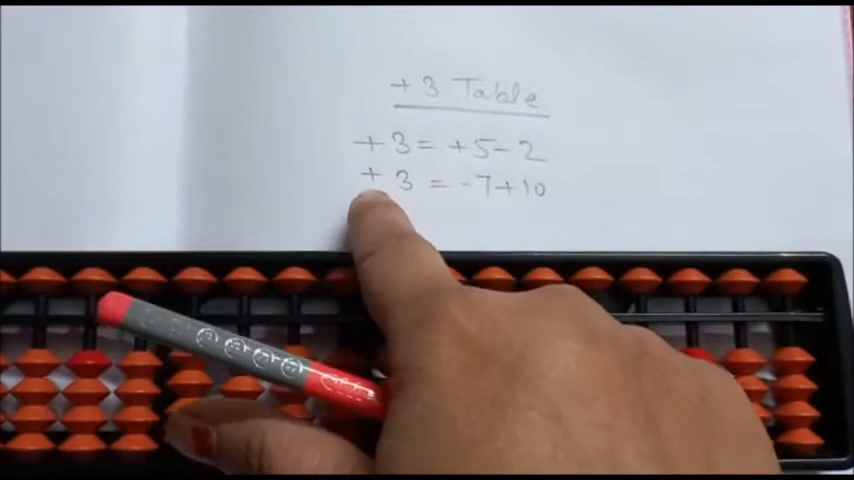 +3 Table
+3 = +5-2
+3 = -7+10